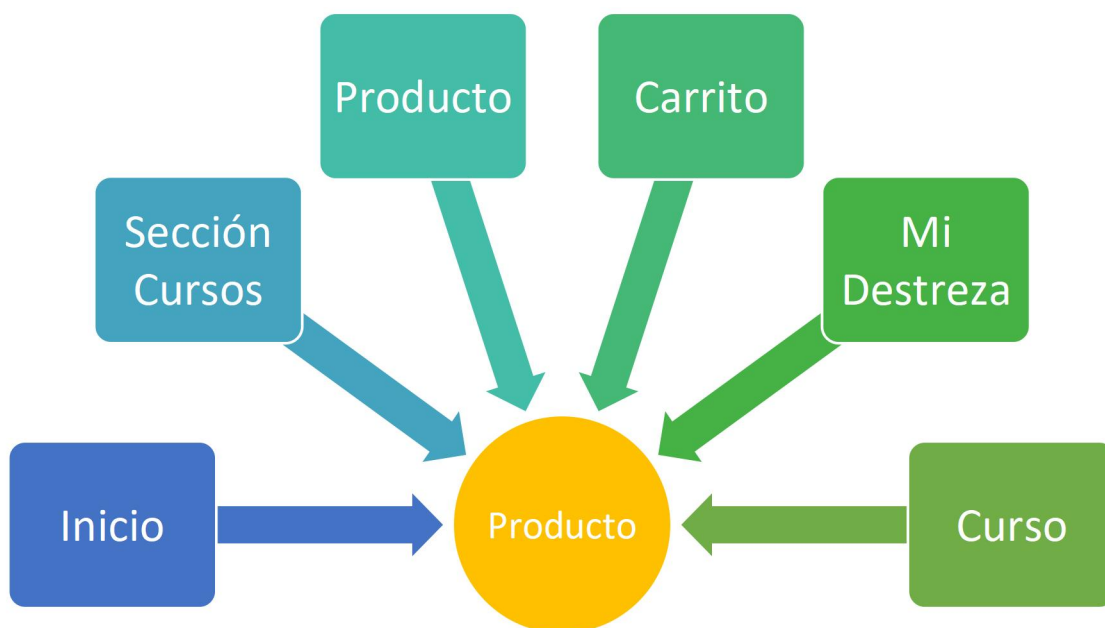 Producto
Carrito
Sección
Cursos
Mi
Destreza
Inicio
Producto
Curso